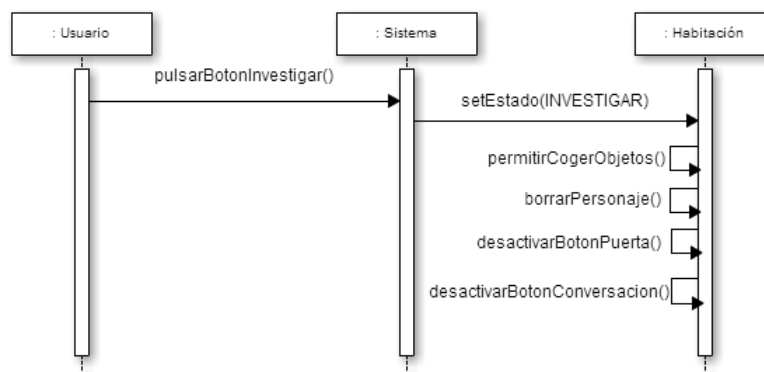 : Usuario
: Sistema
: Habitación
pulsarBotonInvestigar()
setEstado(INVESTIGAR)
permitirCogerObjetos()
borrarPersonaje()
desactivarBotonPuerta()
desactivarBotonConversacion()